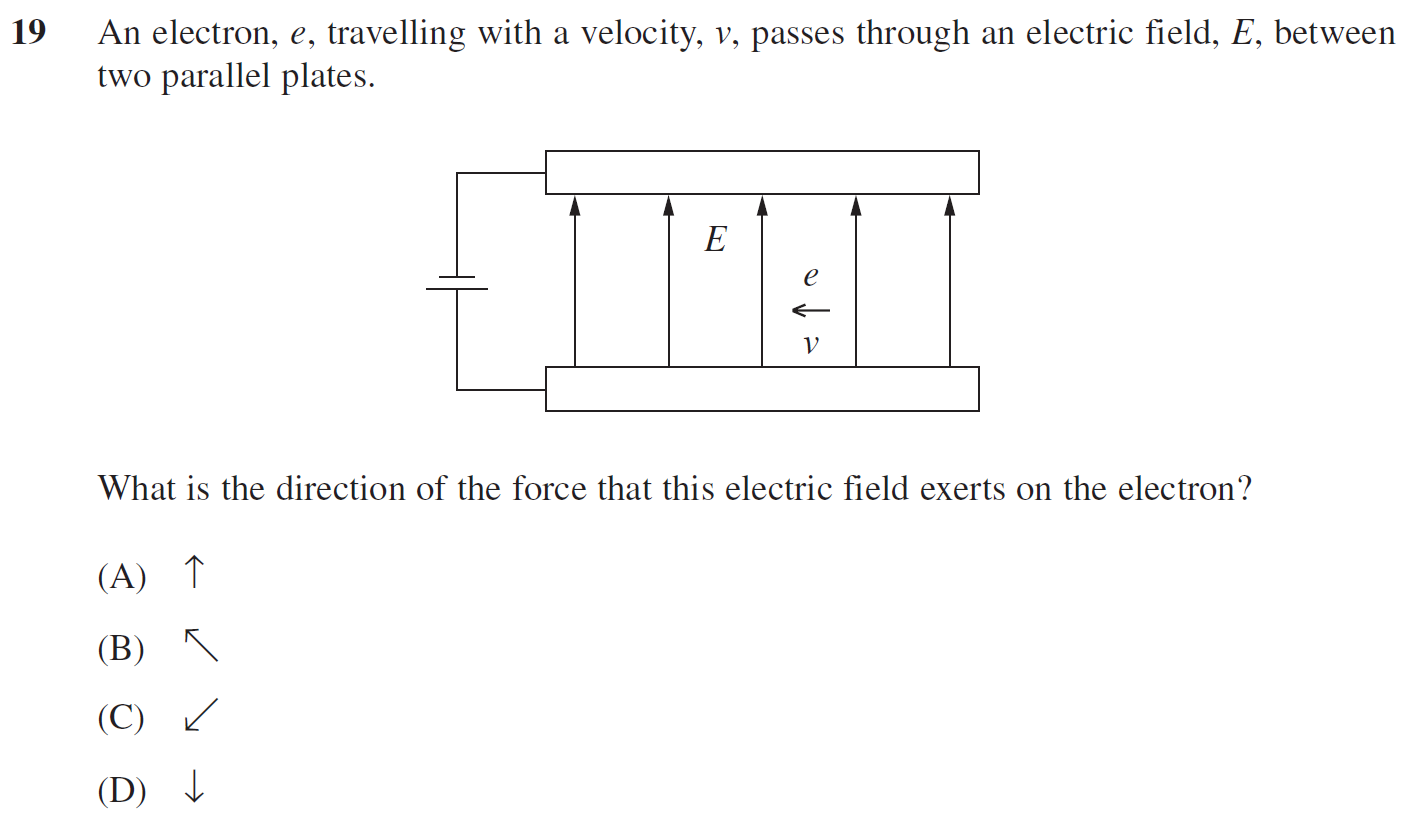 19 An electron, e, travelling with a velocity, v, passes through an electric field, E, between
two parallel plates.
E
e
v
What is the direction of the force that this electric field exerts on the electron?
(A) ↑
(B) ↖
(C) ↙
(D) ↓